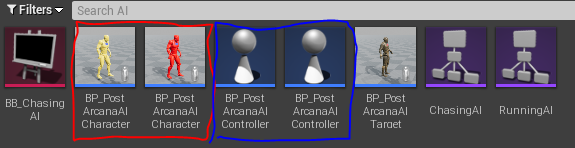 Filters
Search AI
BB_Chasing
AI
BP_Post
ArcanaAI
Character
BP_Post
ArcanaAI
Character
BP_Post
ArcanaAI
Controller
BP_Post
ArcanaAI
Controller
BP_Post
ArcanaAI
Target
ChasingAI
RunningAI